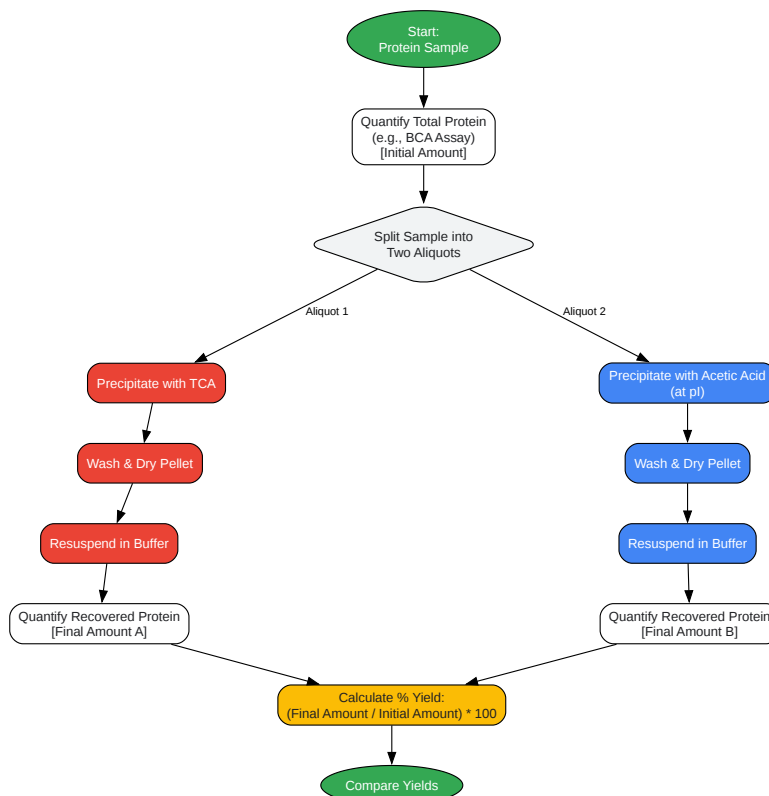 Start:
Protein Sample
Quantify Total Protein
(e.g., BCA Assay)
[Initial Amount]
Split Sample into
Two Aliquots
Aliquot 1
Aliquot 2
Precipitate with TCA
Precipitate with Acetic Acid
(at pI)
Wash & Dry Pellet
Wash & Dry Pellet
Resuspend in Buffer
Resuspend in Buffer
Quantify Recovered Protein
[Final Amount A]
Quantify Recovered Protein
[Final Amount B]
Calculate % Yield:
(Final Amount / Initial Amount) * 100
Compare Yields